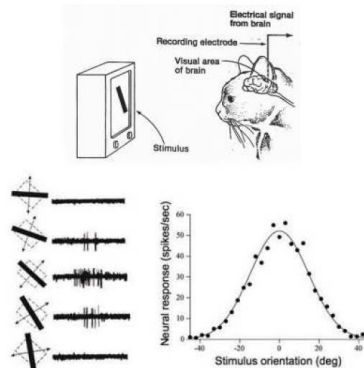 Electrical signal
from brain
Recording electrode
Visual area
of brain
Stimulus
Neural response (spikes/sec)
60
50
40
30
20
10
0
-40
-20
0
20
40
Stimulus orientation (deg)